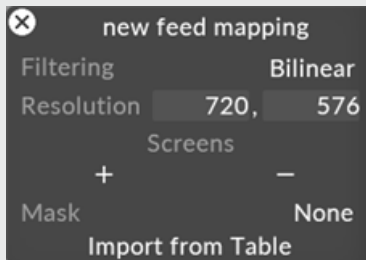 new feed mapping
Filtering Bilinear
Resolution 720, 576
Screens
+ −
Mask None
Import from Table